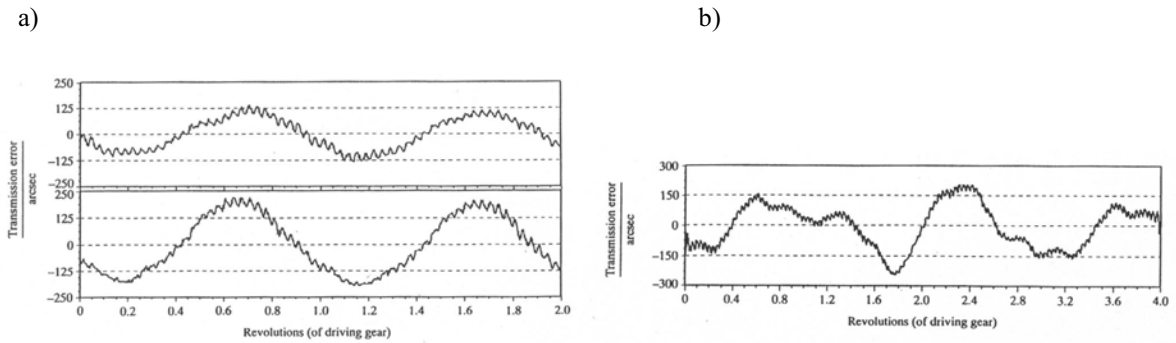 a)
b)
Transmission error
arcsec
250
125
0
−125
−250
250
125
0
−125
−250
0 0.2 0.4 0.6 0.8 1.0 1.2 1.4 1.6 1.8 2.0
Revolutions (of driving gear)
Transmission error
arcsec
300
150
0
−150
−300
0 0.4 0.8 1.2 1.6 2.0 2.4 2.8 3.2 3.6 4.0
Revolutions (of driving gear)